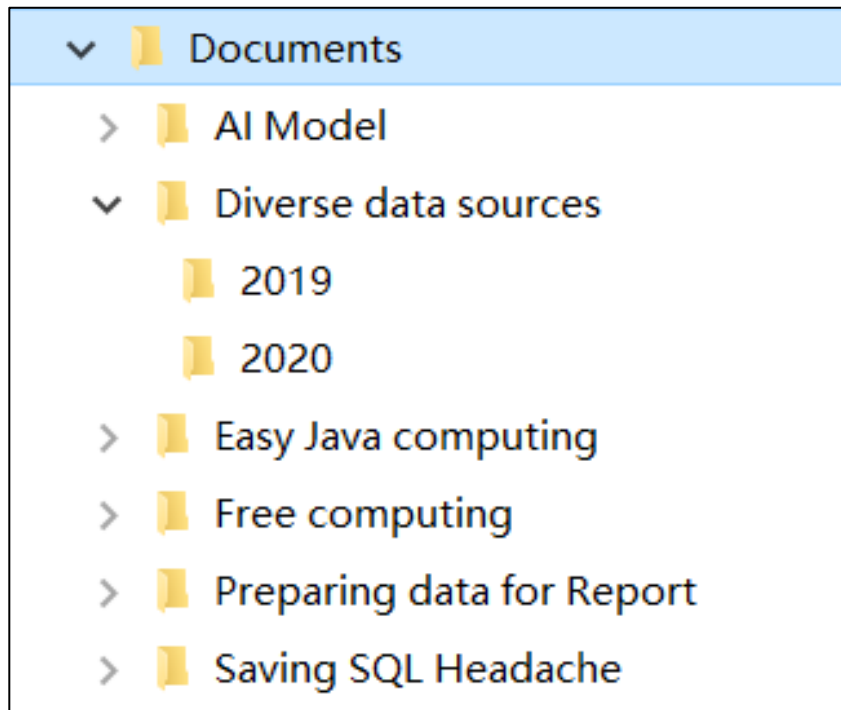 Documents
AI Model
Diverse data sources
2019
2020
Easy Java computing
Free computing
Preparing data for Report
Saving SQL Headache